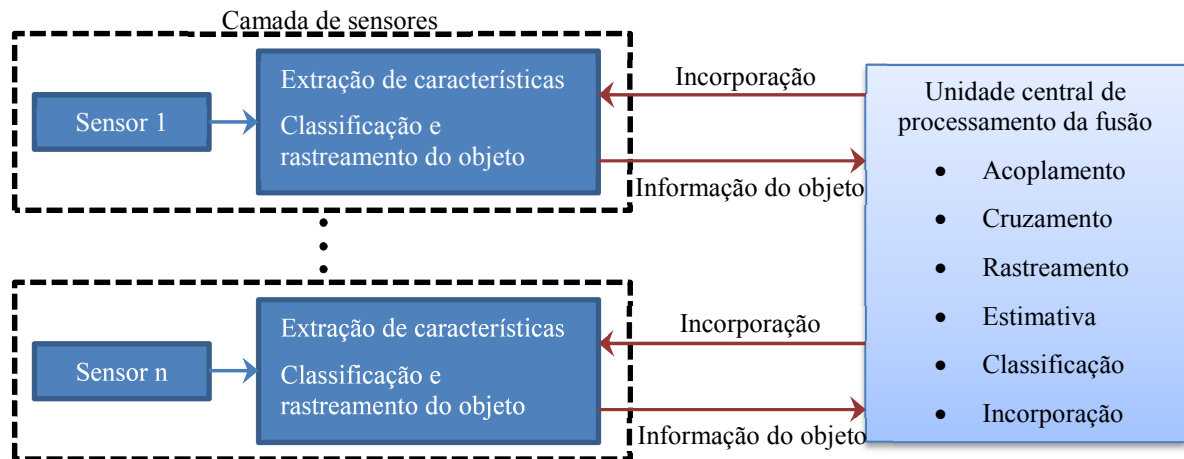 Camada de sensores
Sensor 1
Extração de características
Classificação e
rastreamento do objeto
Incorporação
Informação do objeto
Sensor n
Extração de características
Classificação e
rastreamento do objeto
Incorporação
Informação do objeto
Unidade central de
processamento da fusão
• Acoplamento
• Cruzamento
• Rastreamento
• Estimativa
• Classificação
• Incorporação